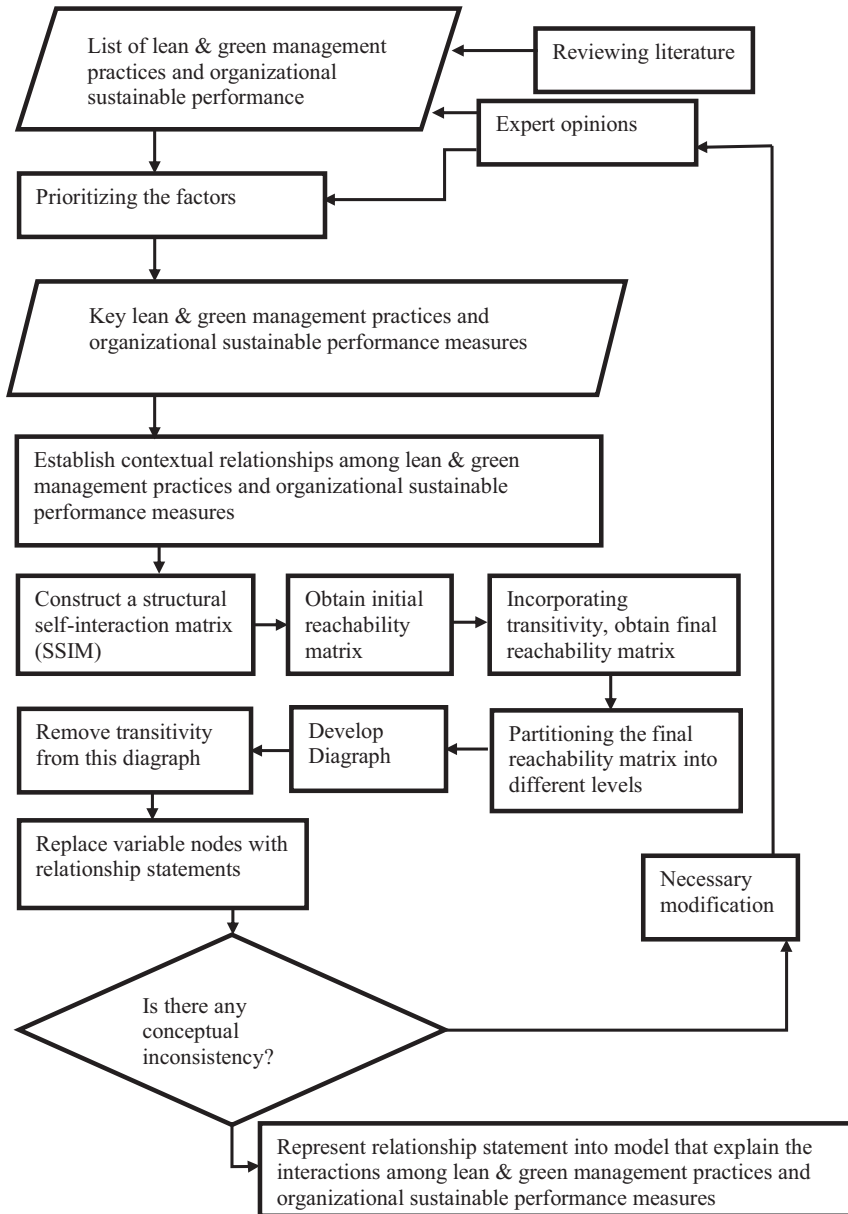 List of lean & green management
practices and organizational
sustainable performance
Reviewing literature
Expert opinions
Prioritizing the factors
Key lean & green management practices and
organizational sustainable performance measures
Establish contextual relationships among lean & green
management practices and organizational sustainable
performance measures
Construct a structural
self-interaction matrix
(SSIM)
Obtain initial
reachability
matrix
Incorporating
transitivity, obtain final
reachability matrix
Remove transitivity
from this diagraph
Develop
Diagraph
Partitioning the final
reachability matrix into
different levels
Replace variable nodes with
relationship statements
Necessary
modification
Is there any
conceptual
inconsistency?
Represent relationship statement into model that explain the
interactions among lean & green management practices and
organizational sustainable performance measures